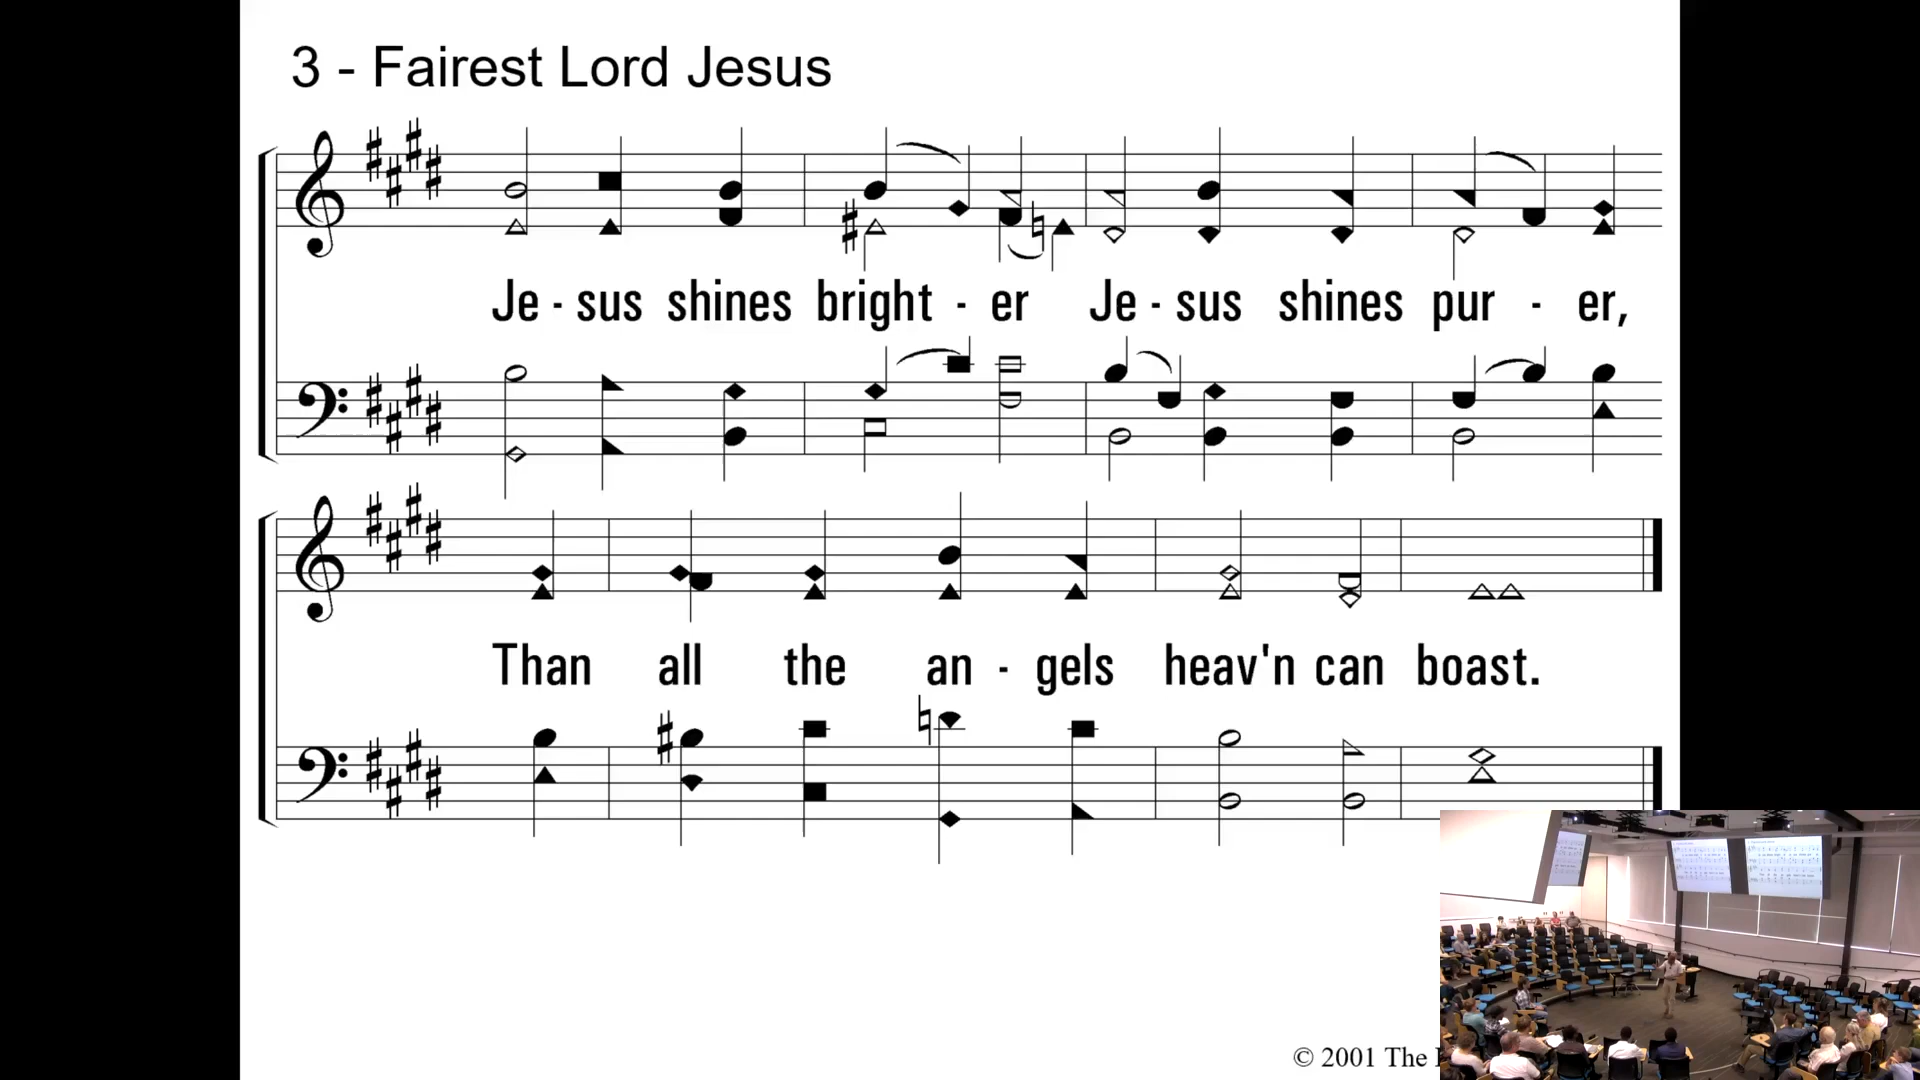 3 - Fairest Lord Jesus
Je - sus shines bright - er Je - sus shines pur - er,
Than all the an - gels heav'n can boast.
© 2001 The